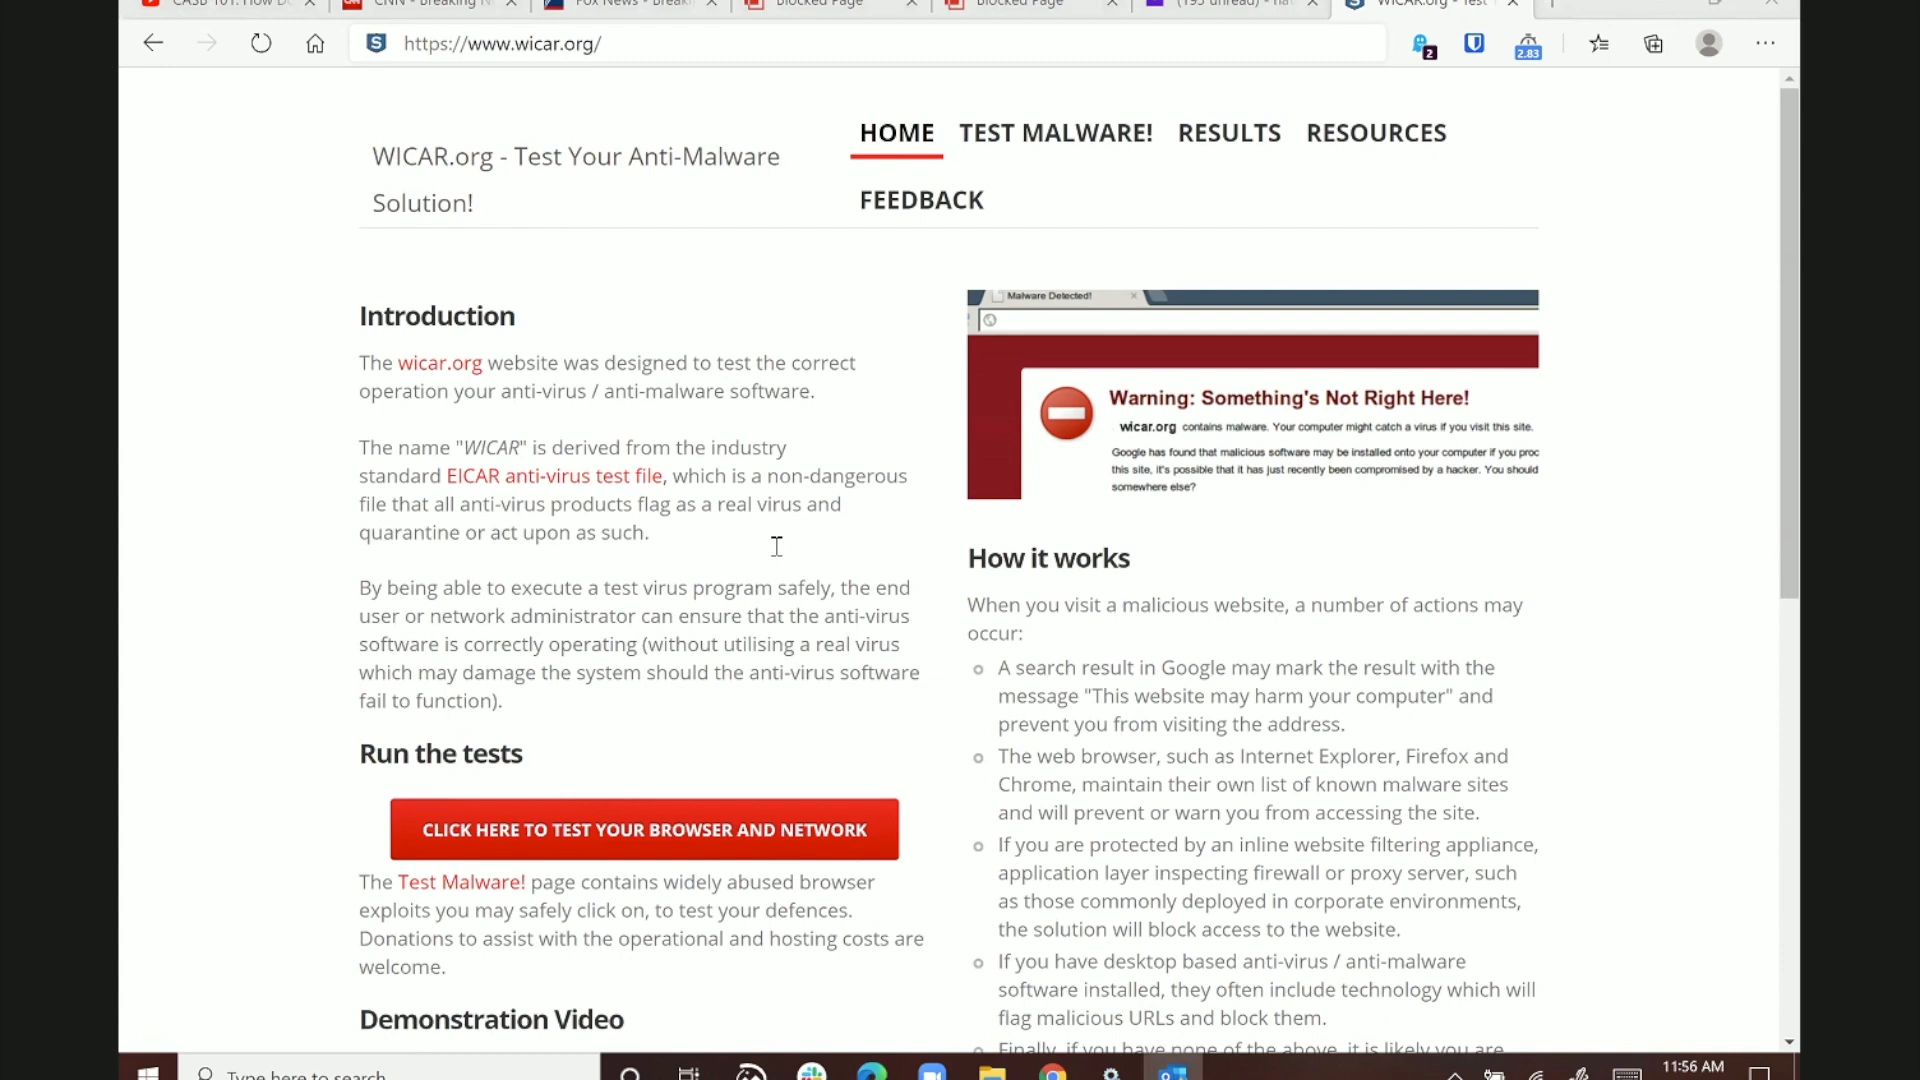 CASB 101: How D
CNN - Breaking N
Fox News - Break
Blocked Page
Blocked Page
(195 unread) - na
WICAR.org - Test
https://www.wicar.org/
2
2.83
WICAR.org - Test Your Anti-Malware
Solution!
HOME TEST MALWARE! RESULTS RESOURCES
FEEDBACK
Introduction
The wicar.org website was designed to test the correct
operation your anti-virus / anti-malware software.
The name "WICAR" is derived from the industry
standard EICAR anti-virus test file, which is a non-dangerous
file that all anti-virus products flag as a real virus and
quarantine or act upon as such.
By being able to execute a test virus program safely, the end
user or network administrator can ensure that the anti-virus
software is correctly operating (without utilising a real virus
which may damage the system should the anti-virus software
fail to function).
Run the tests
CLICK HERE TO TEST YOUR BROWSER AND NETWORK
The Test Malware! page contains widely abused browser
exploits you may safely click on, to test your defences.
Donations to assist with the operational and hosting costs are
welcome.
Demonstration Video
Malware Detected!
Warning: Something's Not Right Here!
wicar.org contains malware. Your computer might catch a virus if you visit this site.
Google has found that malicious software may be installed onto your computer if you proc
this site, it's possible that it has just recently been compromised by a hacker. You should
somewhere else?
How it works
When you visit a malicious website, a number of actions may
occur:
A search result in Google may mark the result with the
message "This website may harm your computer" and
prevent you from visiting the address.
The web browser, such as Internet Explorer, Firefox and
Chrome, maintain their own list of known malware sites
and will prevent or warn you from accessing the site.
If you are protected by an inline website filtering appliance,
application layer inspecting firewall or proxy server, such
as those commonly deployed in corporate environments,
the solution will block access to the website.
If you have desktop based anti-virus / anti-malware
software installed, they often include technology which will
flag malicious URLs and block them.
Finally, if you have none of the above, it is likely you are
Type here to search
11:56 AM